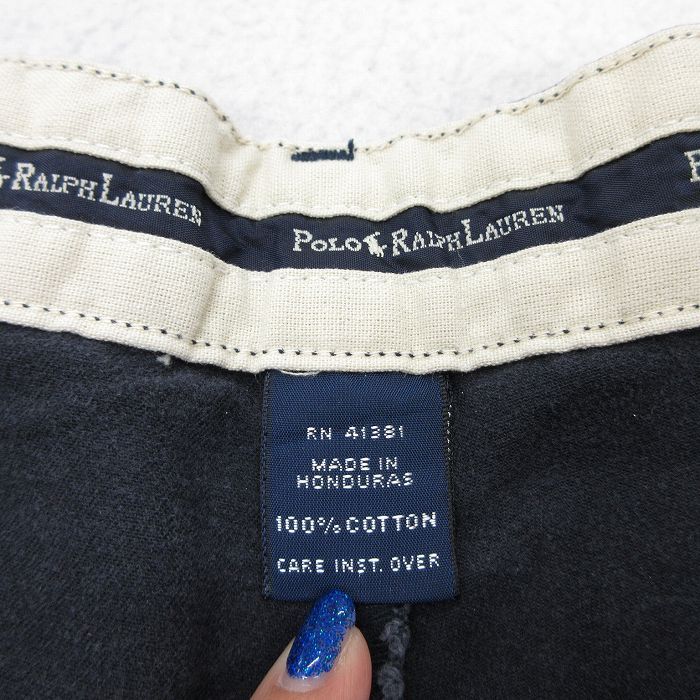 RALPH LAUREN
POLO RALPH LAUREN
RN 41381
MADE IN
HONDURAS
100% COTTON
CARE INST. OVER